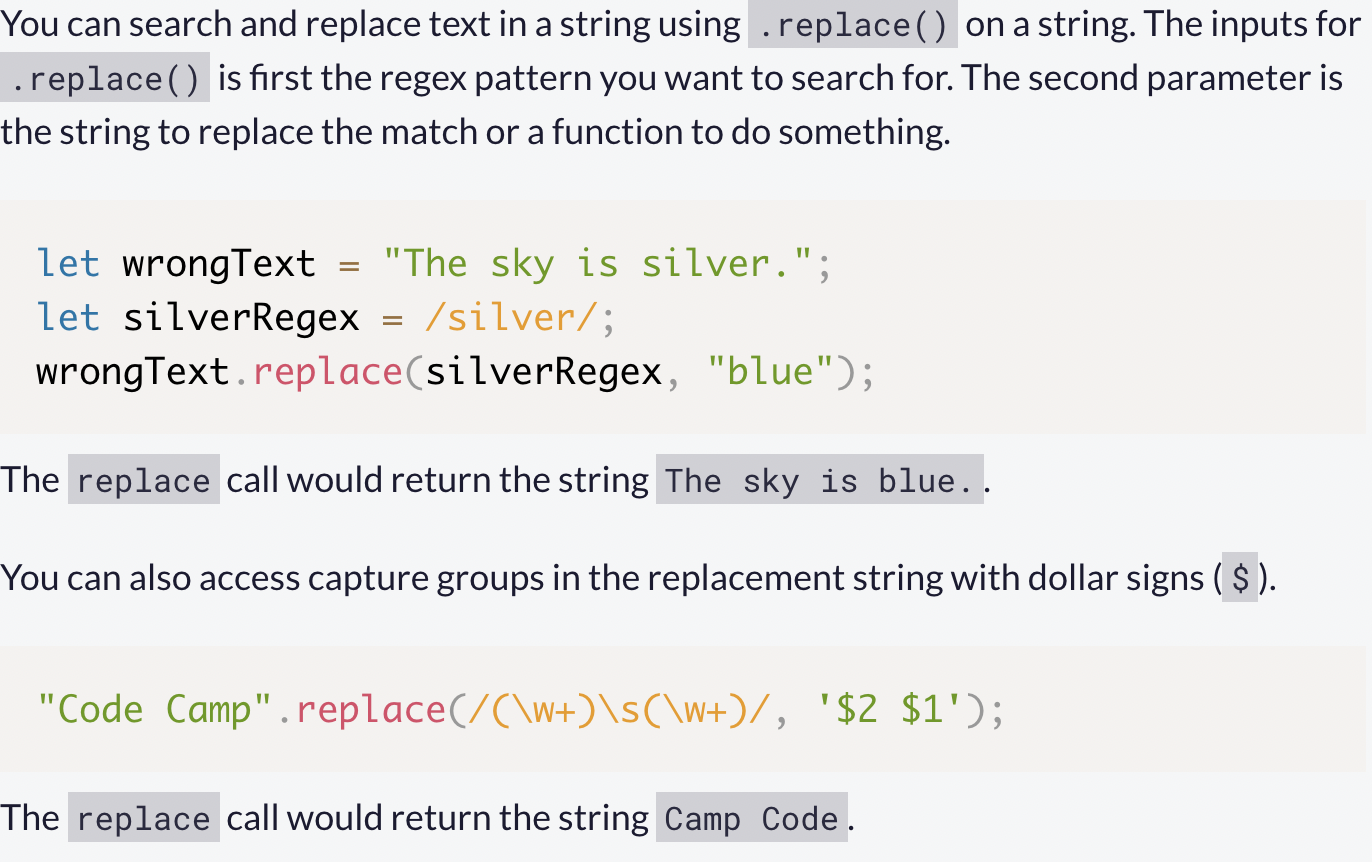 You can search and replace text in a string using .replace() on a string. The inputs for
.replace() is first the regex pattern you want to search for. The second parameter is
the string to replace the match or a function to do something.
let wrongText = "The sky is silver.";
let silverRegex = /silver/;
wrongText.replace(silverRegex, "blue");
The replace call would return the string The sky is blue..
You can also access capture groups in the replacement string with dollar signs ($).
"Code Camp".replace(/(\w+)\s(\w+)/, '$2 $1');
The replace call would return the string Camp Code.